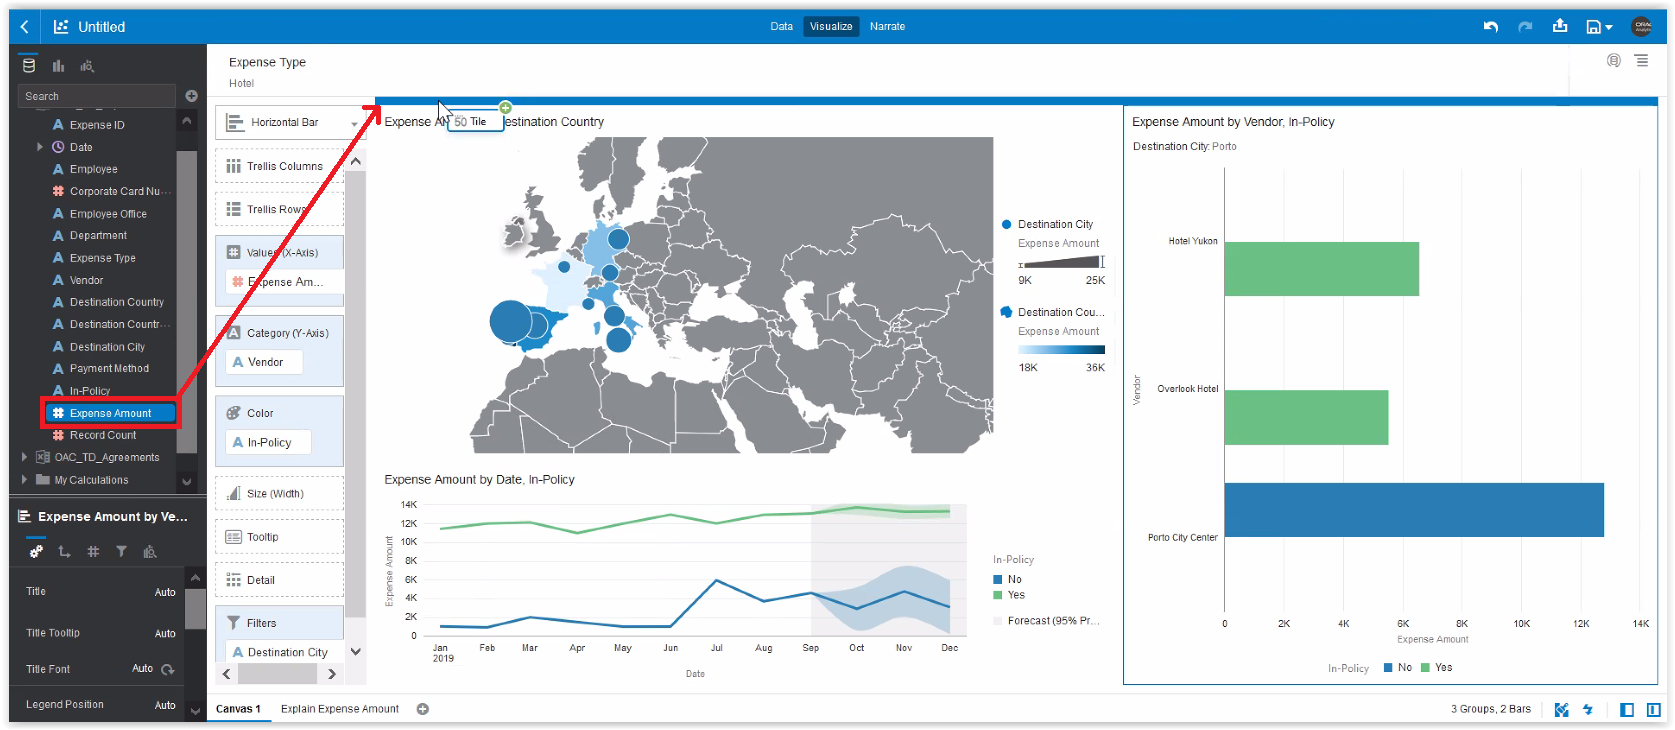 Untitled
Data Visualize Narrate
Search
Expense ID
Date
Employee
Corporate Card Nu...
Employee Office
Department
Expense Type
Vendor
Destination Country
Destination Countr...
Destination City
Payment Method
In-Policy
Expense Amount
Record Count
OAC_TD_Agreements
My Calculations
Expense Amount by Ve...
Title Auto
Title Tooltip Auto
Title Font Auto
Legend Position Auto
Expense Type
Hotel
Horizontal Bar
Trellis Columns
Trellis Rows
Values (X-Axis)
Expense Am...
Category (Y-Axis)
Vendor
Color
In-Policy
Size (Width)
Tooltip
Detail
Filters
Destination City
Tile
Destination Country
Destination City
Expense Amount
9K 25K
Destination Cou...
Expense Amount
18K 36K
Expense Amount by Date, In-Policy
14K
12K
10K
8K
6K
4K
2K
0
Expense Amount
Jan Feb Mar Apr May Jun Jul Aug Sep Oct Nov Dec
2019
Date
In-Policy
No
Yes
Forecast (95% Pr...
Expense Amount by Vendor, In-Policy
Destination City: Porto
Hotel Yukon
Overlook Hotel
Porto City Center
Vendor
0 2K 4K 6K 8K 10K 12K 14K
Expense Amount
In-Policy No Yes
Canvas 1 Explain Expense Amount
3 Groups, 2 Bars